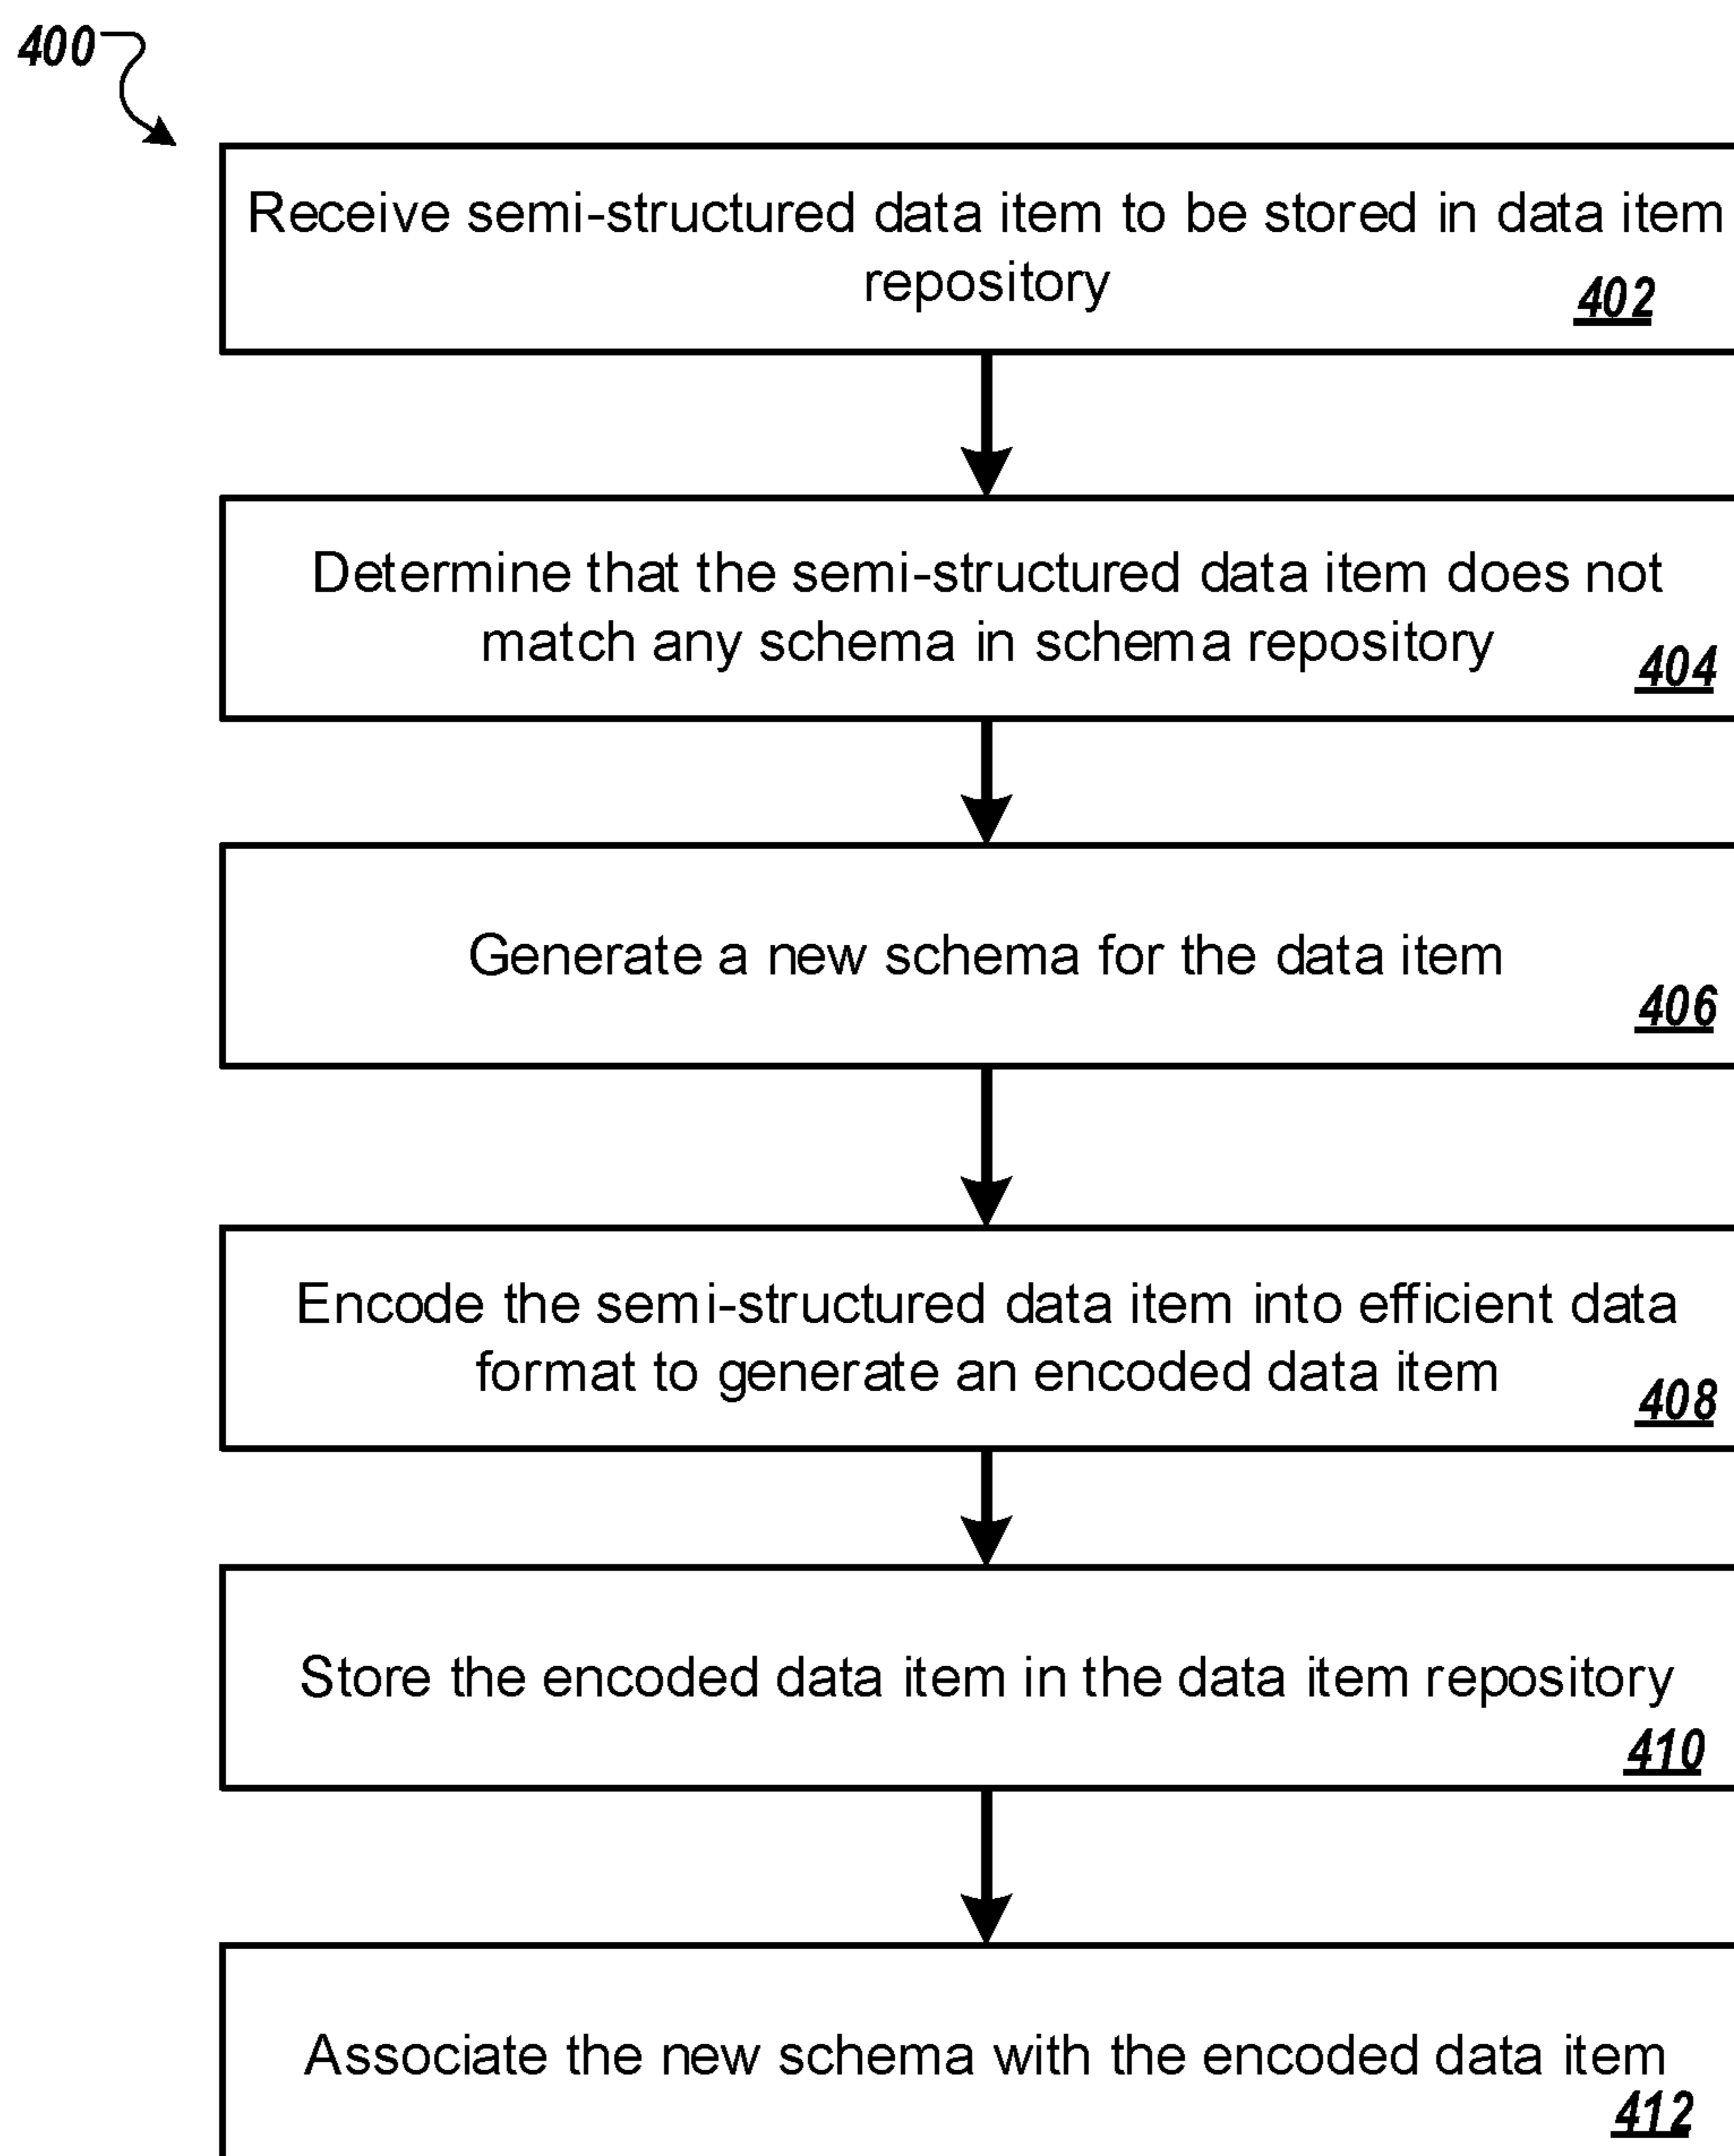 400
Receive semi-structured data item to be stored in data item
repository
402
Determine that the semi-structured data item does not
match any schema in schema repository
404
Generate a new schema for the data item
406
Encode the semi-structured data item into efficient data
format to generate an encoded data item
408
Store the encoded data item in the data item repository
410
Associate the new schema with the encoded data item
412